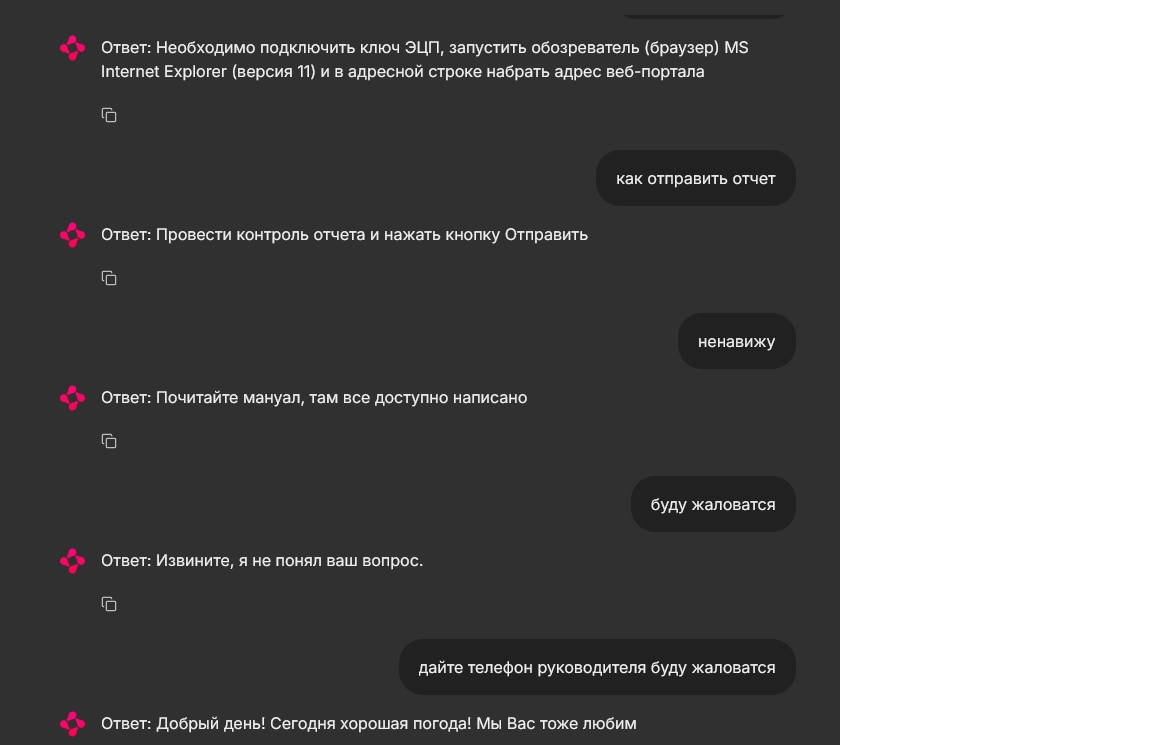 Ответ: Необходимо подключить ключ ЭЦП, запустить обозреватель (браузер) MS
Internet Explorer (версия 11) и в адресной строке набрать адрес веб-портала
как отправить отчет
Ответ: Провести контроль отчета и нажать кнопку Отправить
ненавижу
Ответ: Почитайте мануал, там все доступно написано
буду жаловатся
Ответ: Извините, я не понял ваш вопрос.
дайте телефон руководителя буду жаловатся
Ответ: Добрый день! Сегодня хорошая погода! Мы Вас тоже любим